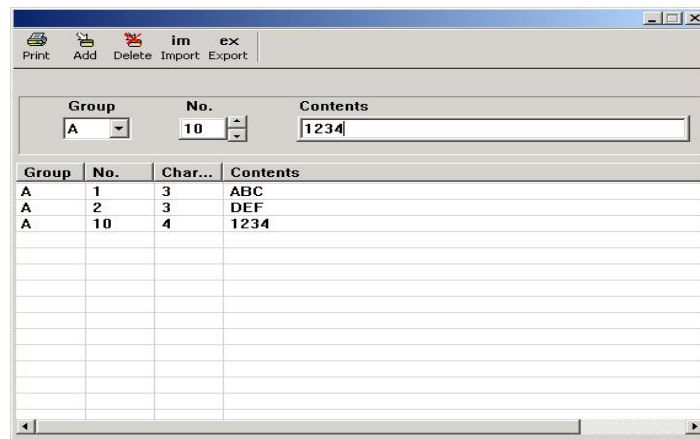 im ex
Print Add Delete Import Export
Group No. Contents
A 10 1234
Group No. Char... Contents
A 1 3 ABC
A 2 3 DEF
A 10 4 1234